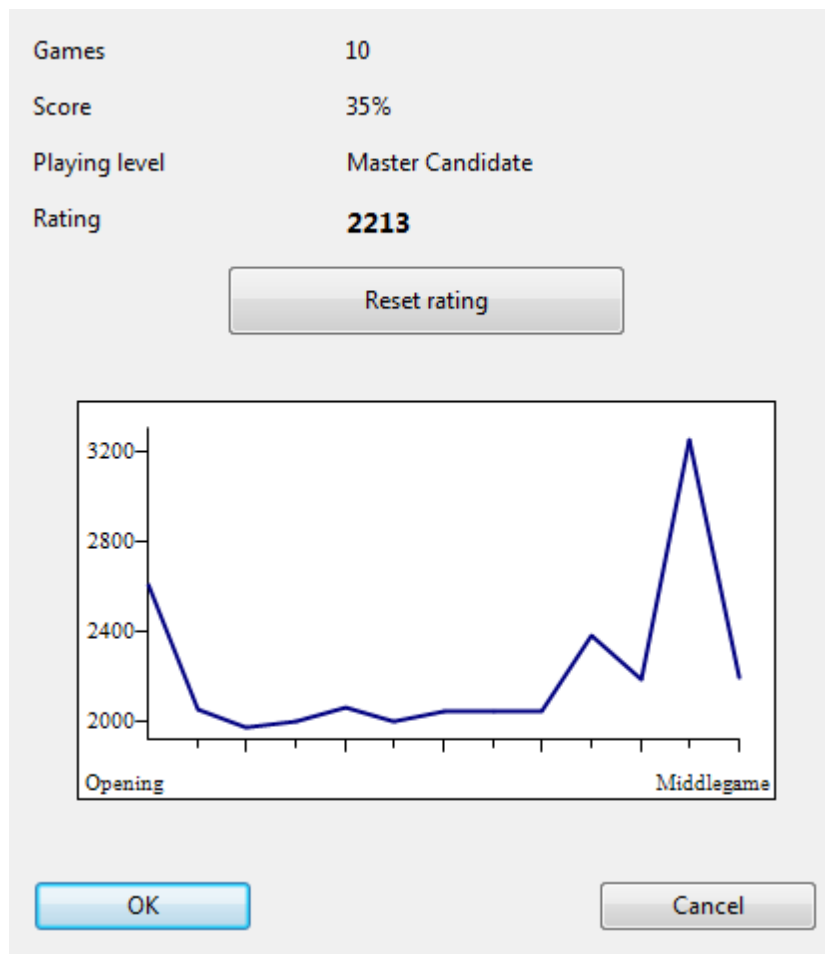 Games 10
Score 35%
Playing level Master Candidate
Rating 2213
Reset rating
3200
2800
2400
2000
Opening Middlegame
OK Cancel